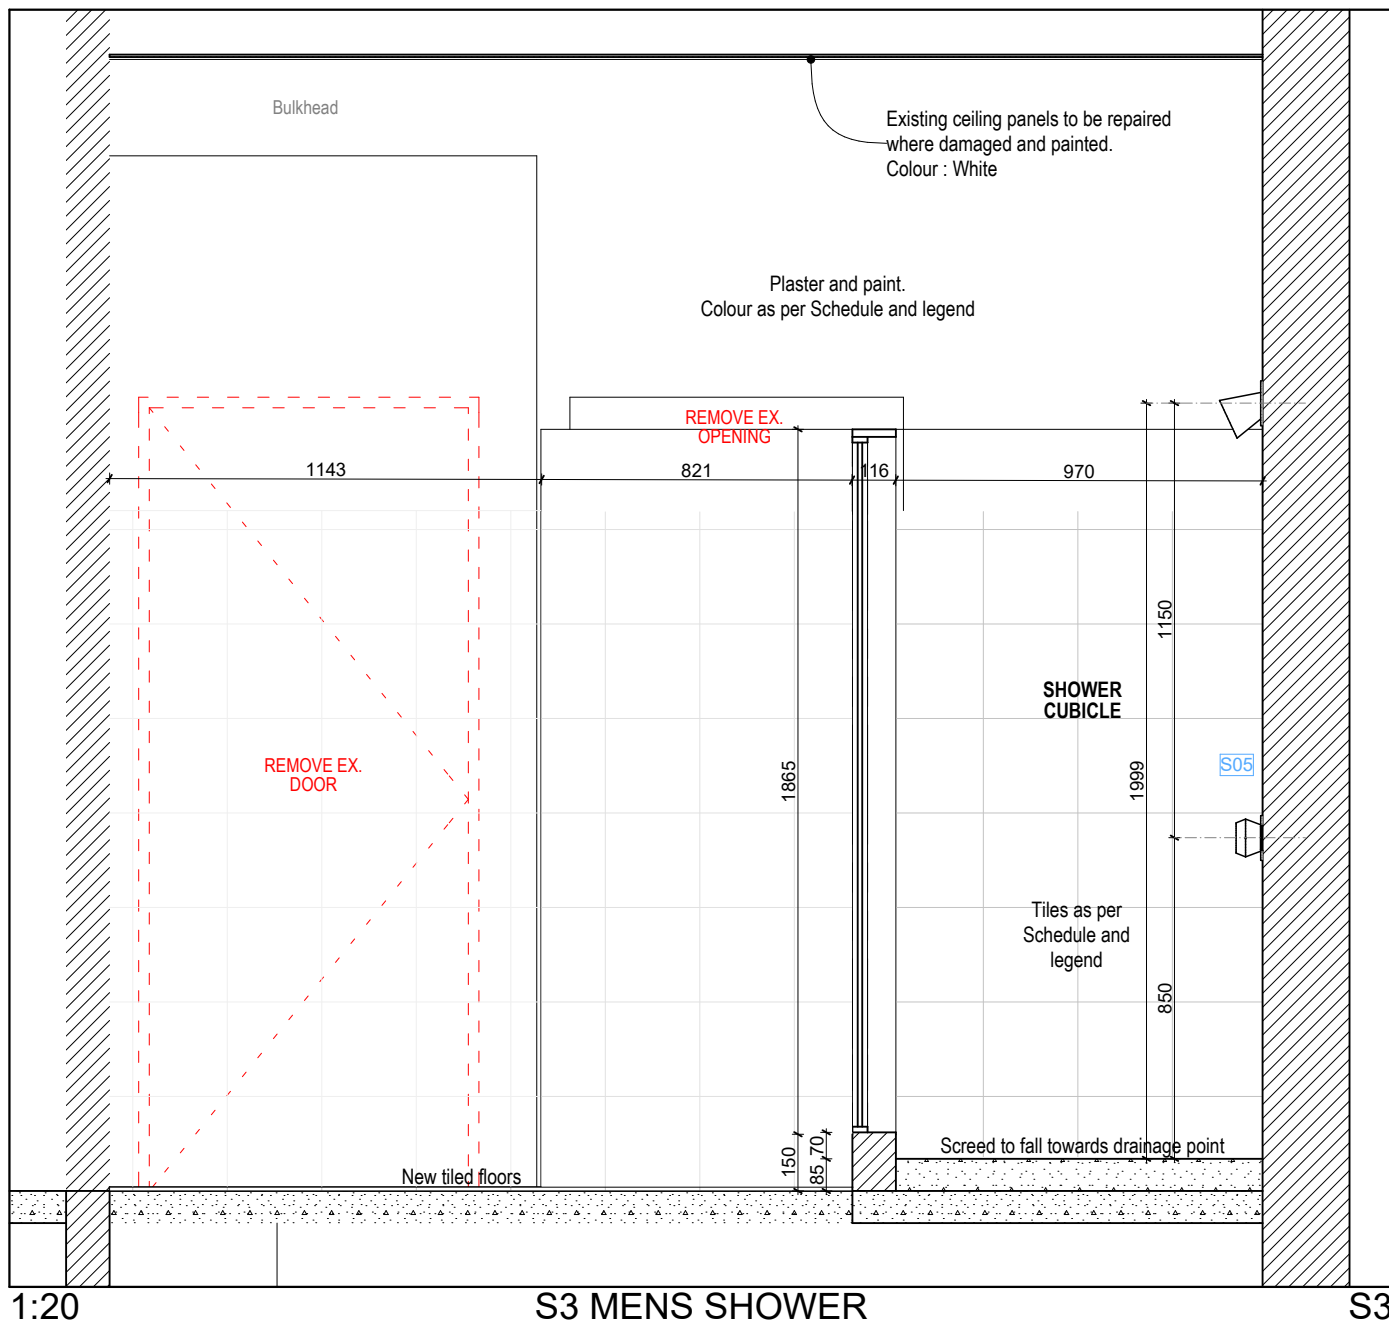 Bulkhead
Existing ceiling panels to be repaired
where damaged and painted.
Colour : White
Plaster and paint.
Colour as per Schedule and legend
REMOVE EX.
OPENING
1143
821
116
970
1150
SHOWER
CUBICLE
REMOVE EX.
DOOR
1865
1999
S05
Tiles as per
Schedule and
legend
850
150
70
85
Screed to fall towards drainage point
New tiled floors
1:20
S3 MENS SHOWER
S3